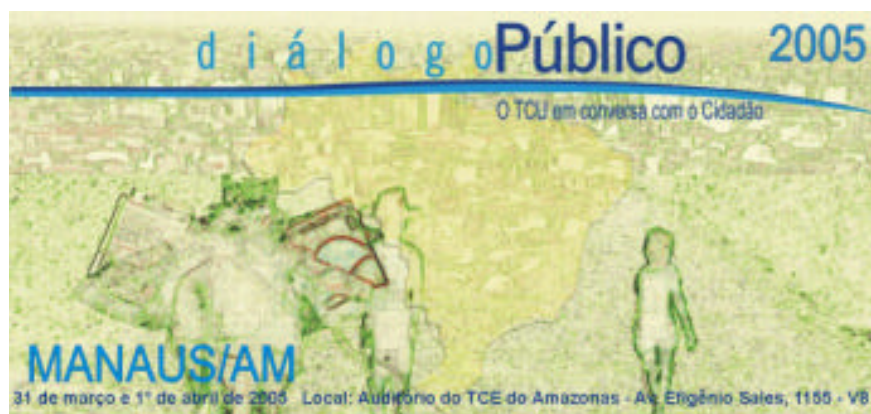 diálogo Público 2005
O TCU em conversa com o Cidadão
MANAUS/AM
31 de março e 1º de abril de 2005 Local: Auditório do TCE do Amazonas - Av. Efigênio Sales, 1155 - V8